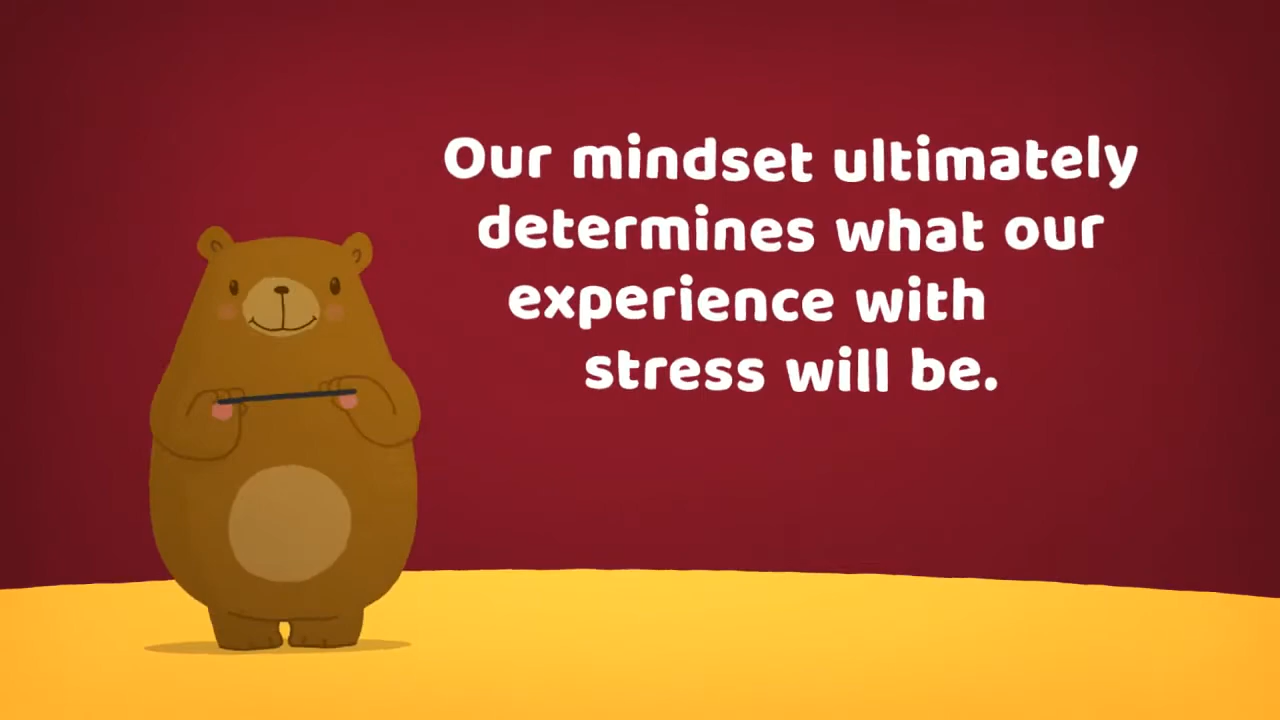 Our mindset ultimately
determines what our
experience with
stress will be.